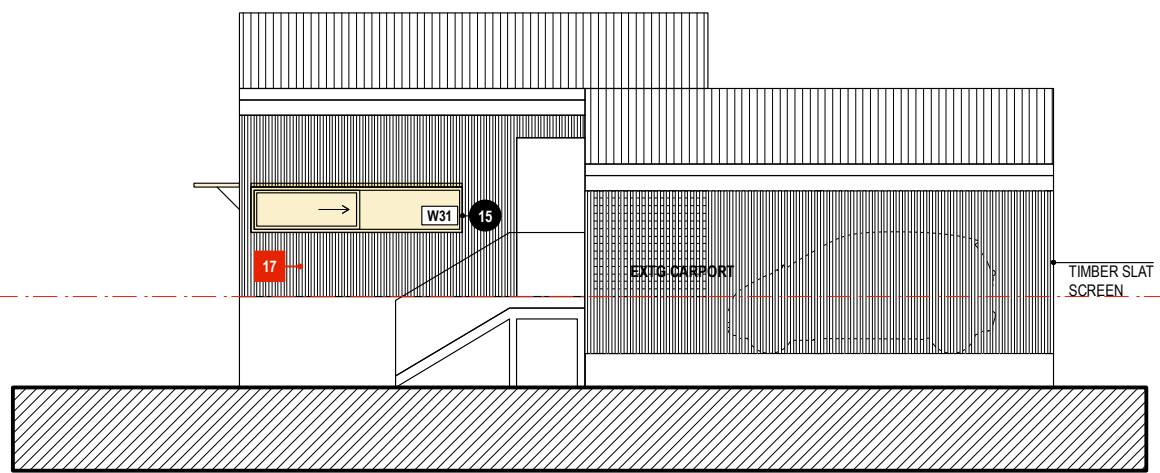 W31
15
17
EXTG CARPORT
TIMBER SLAT
SCREEN